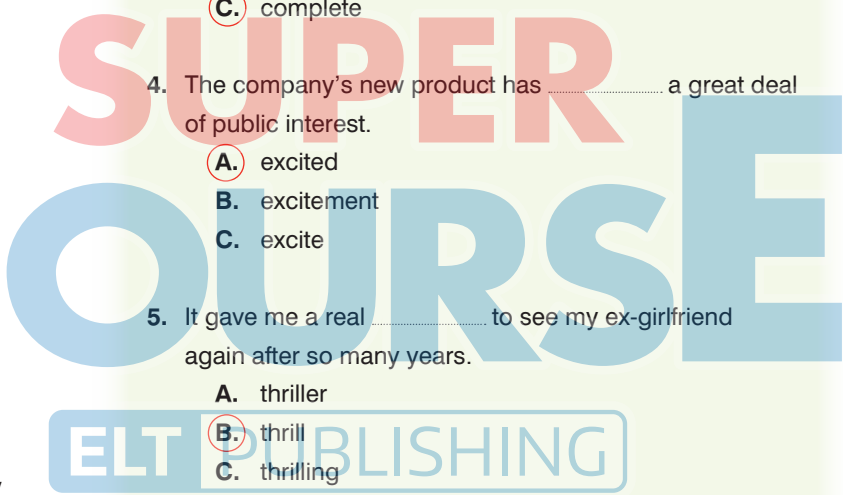 C. complete
4. The company's new product has .................... a great deal
of public interest.
A. excited
B. excitement
C. excite
5. It gave me a real .................... to see my ex-girlfriend
again after so many years.
A. thriller
B. thrill
C. thrilling
SUPER
OURSE
ELT PUBLISHING